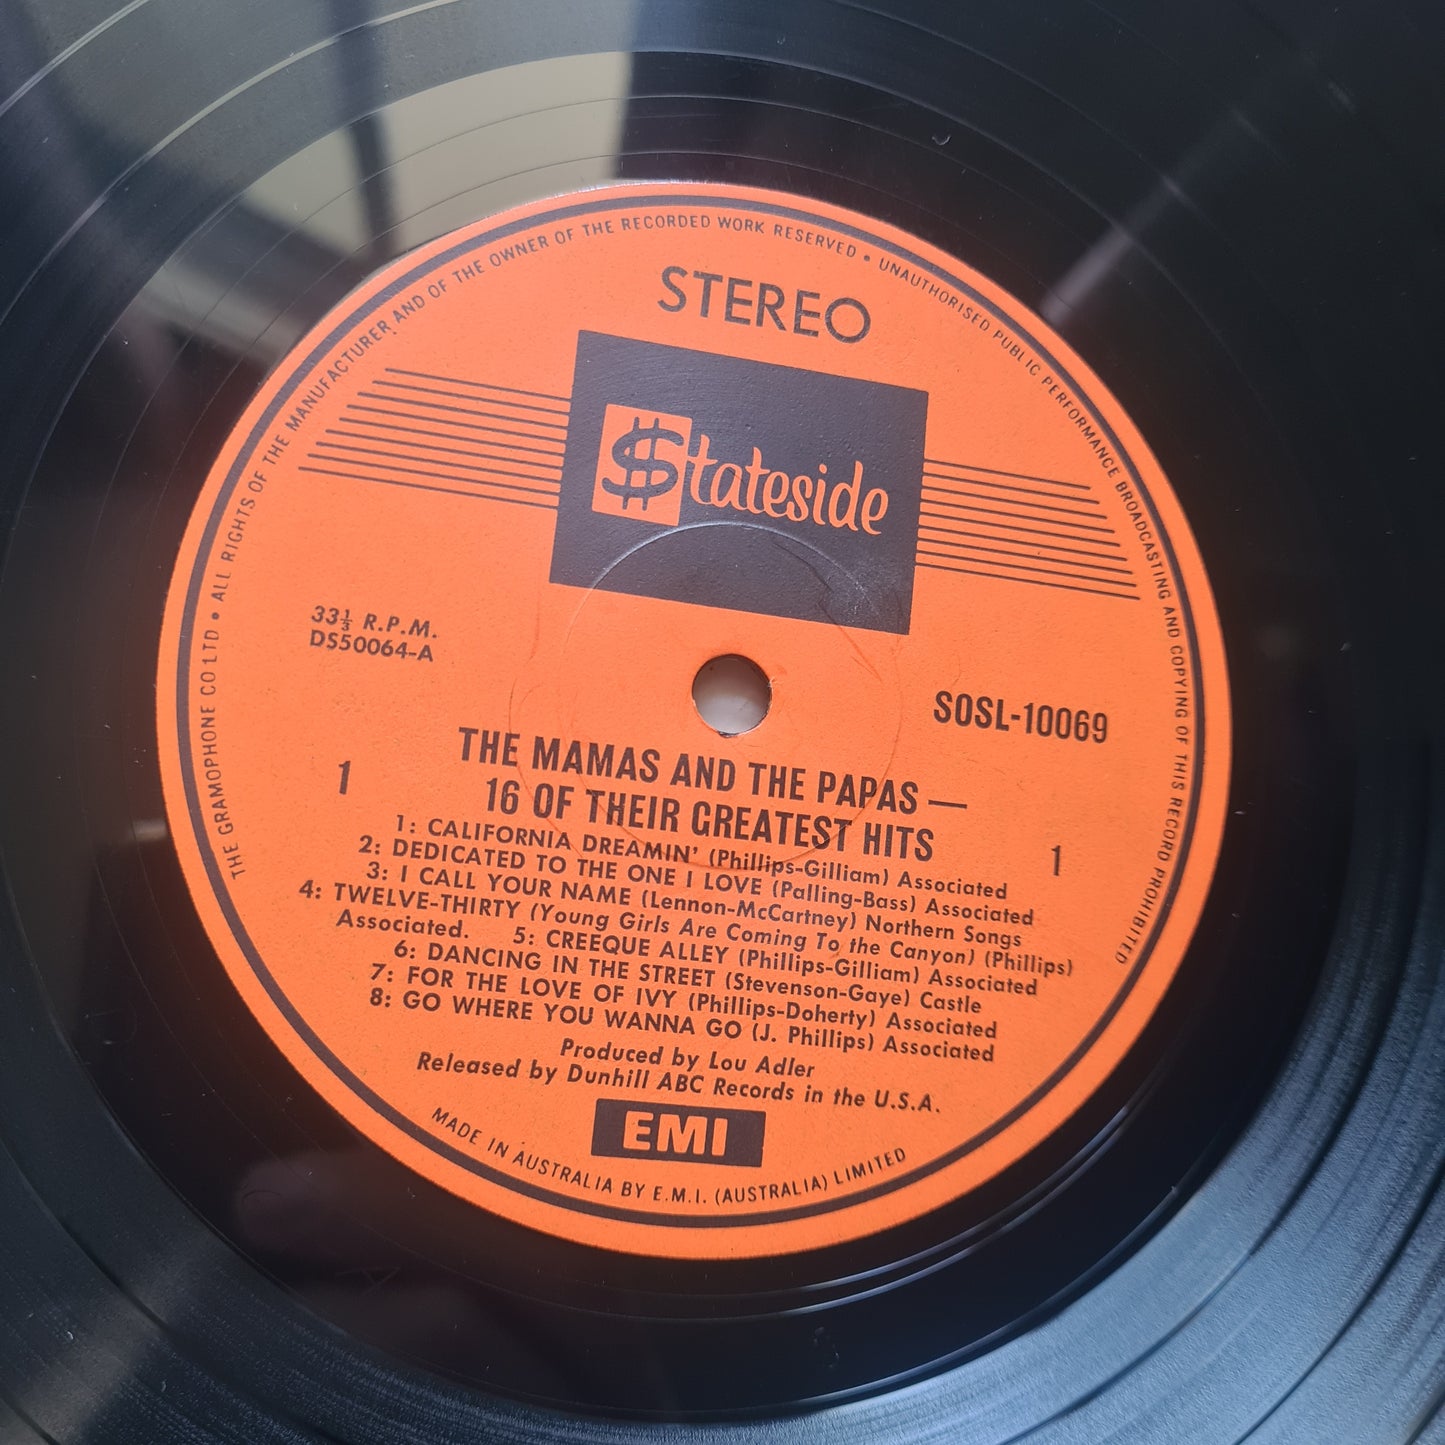 THE GRAMOPHONE CO LTD • ALL RIGHTS OF THE MANUFACTURER AND OF THE OWNER OF THE RECORDED WORK RESERVED • UNAUTHORISED PUBLIC PERFORMANCE BROADCASTING AND COPYING OF THIS RECORD PROHIBITED
STEREO
$tateside
33⅓ R.P.M.
DS50064-A
SOSL-10069
THE MAMAS AND THE PAPAS —
16 OF THEIR GREATEST HITS
1
1
1: CALIFORNIA DREAMIN' (Phillips-Gilliam) Associated
2: DEDICATED TO THE ONE I LOVE (Palling-Bass) Associated
3: I CALL YOUR NAME (Lennon-McCartney) Northern Songs
4: TWELVE-THIRTY (Young Girls Are Coming To the Canyon) (Phillips)
Associated. 5: CREEQUE ALLEY (Phillips-Gilliam) Associated
6: DANCING IN THE STREET (Stevenson-Gaye) Castle
7: FOR THE LOVE OF IVY (Phillips-Doherty) Associated
8: GO WHERE YOU WANNA GO (J. Phillips) Associated
Produced by Lou Adler
Released by Dunhill ABC Records in the U.S.A.
EMI
MADE IN AUSTRALIA BY E.M.I. (AUSTRALIA) LIMITED